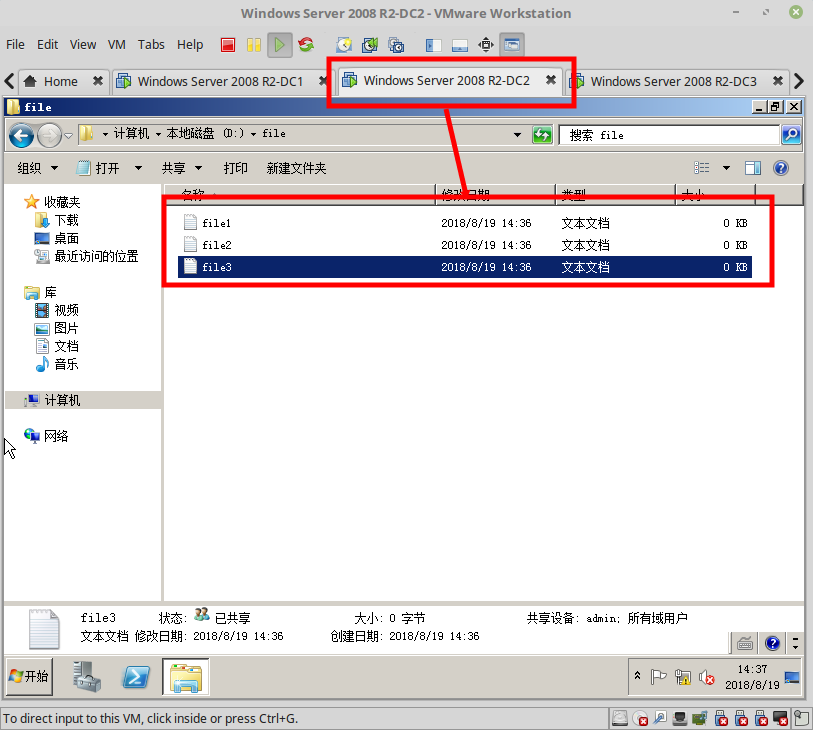 Windows Server 2008 R2-DC2 - VMware Workstation
File Edit View VM Tabs Help
Home Windows Server 2008 R2-DC1 Windows Server 2008 R2-DC2 Windows Server 2008 R2-DC3
file
计算机 本地磁盘 (D:) file 搜索 file
组织 打开 共享 打印 新建文件夹
名称 修改日期 类型 大小
收藏夹
下载
桌面
最近访问的位置
库
视频
图片
文档
音乐
计算机
网络
file1 2018/8/19 14:36 文本文档 0 KB
file2 2018/8/19 14:36 文本文档 0 KB
file3 2018/8/19 14:36 文本文档 0 KB
file3 状态: 已共享 大小: 0 字节 共享设备: admin; 所有域用户
文本文档 修改日期: 2018/8/19 14:36 创建日期: 2018/8/19 14:36
开始
14:37
2018/8/19
To direct input to this VM, click inside or press Ctrl+G.